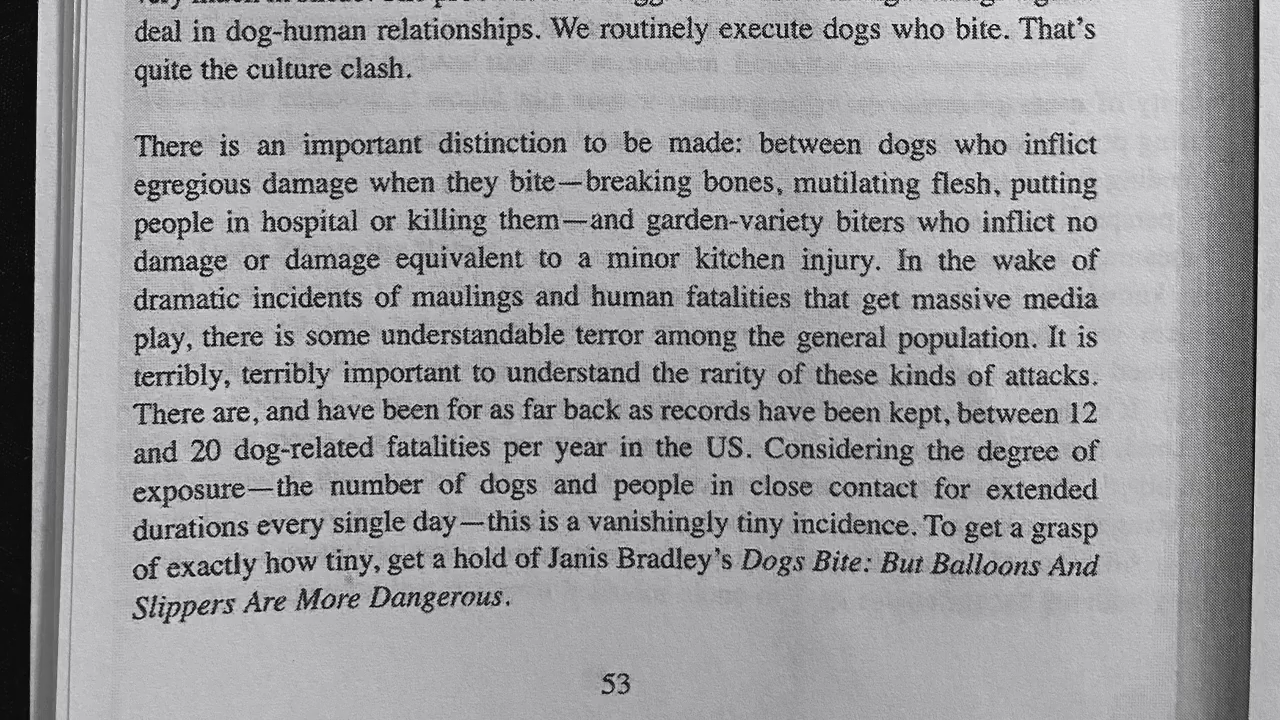 deal in dog-human relationships. We routinely execute dogs who bite. That's
quite the culture clash.
There is an important distinction to be made: between dogs who inflict
egregious damage when they bite—breaking bones, mutilating flesh, putting
people in hospital or killing them—and garden-variety biters who inflict no
damage or damage equivalent to a minor kitchen injury. In the wake of
dramatic incidents of maulings and human fatalities that get massive media
play, there is some understandable terror among the general population. It is
terribly, terribly important to understand the rarity of these kinds of attacks.
There are, and have been for as far back as records have been kept, between 12
and 20 dog-related fatalities per year in the US. Considering the degree of
exposure—the number of dogs and people in close contact for extended
durations every single day—this is a vanishingly tiny incidence. To get a grasp
of exactly how tiny, get a hold of Janis Bradley's Dogs Bite: But Balloons And
Slippers Are More Dangerous.
53